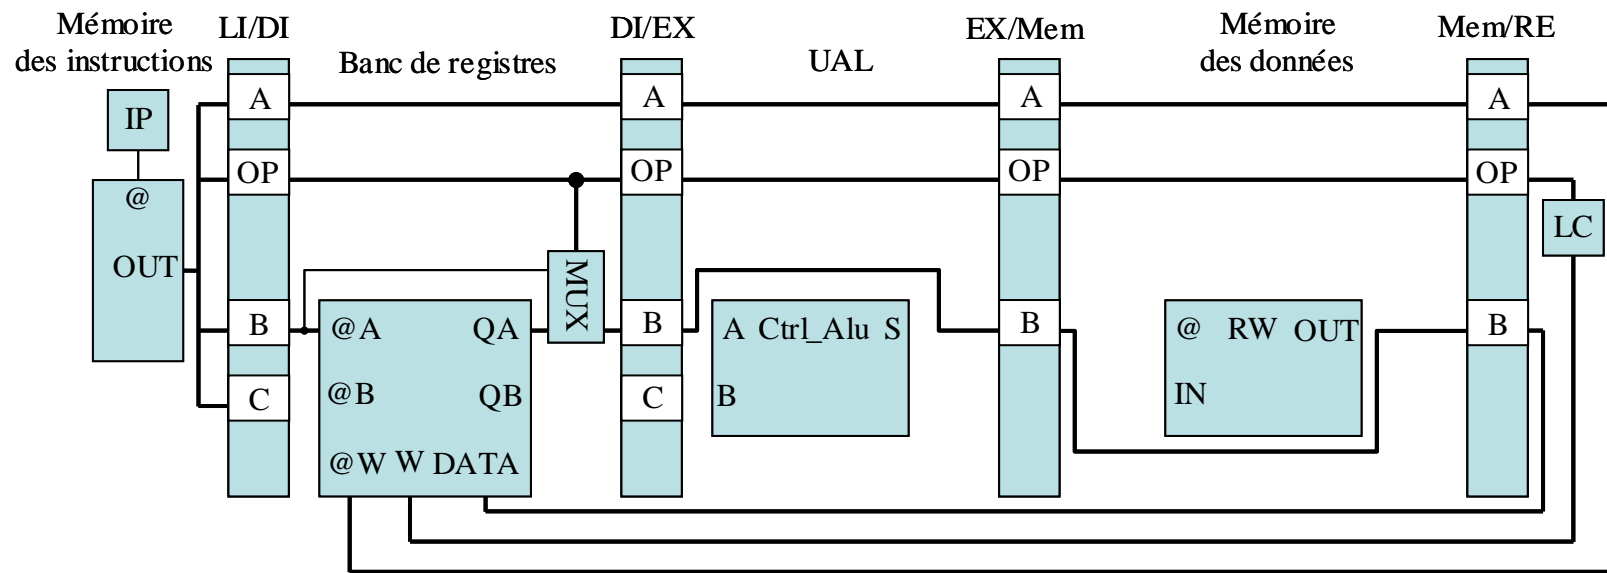 Mémoire
des instructions
LI/DI
Banc de registres
DI/EX
UAL
EX/Mem
Mémoire
des données
Mem/RE
IP
@
OUT
A
OP
B
C
@A QA
@B QB
@W W DATA
MUX
A
OP
B
C
A Ctrl_Alu S
B
A
OP
B
@ RW OUT
IN
A
OP
B
LC